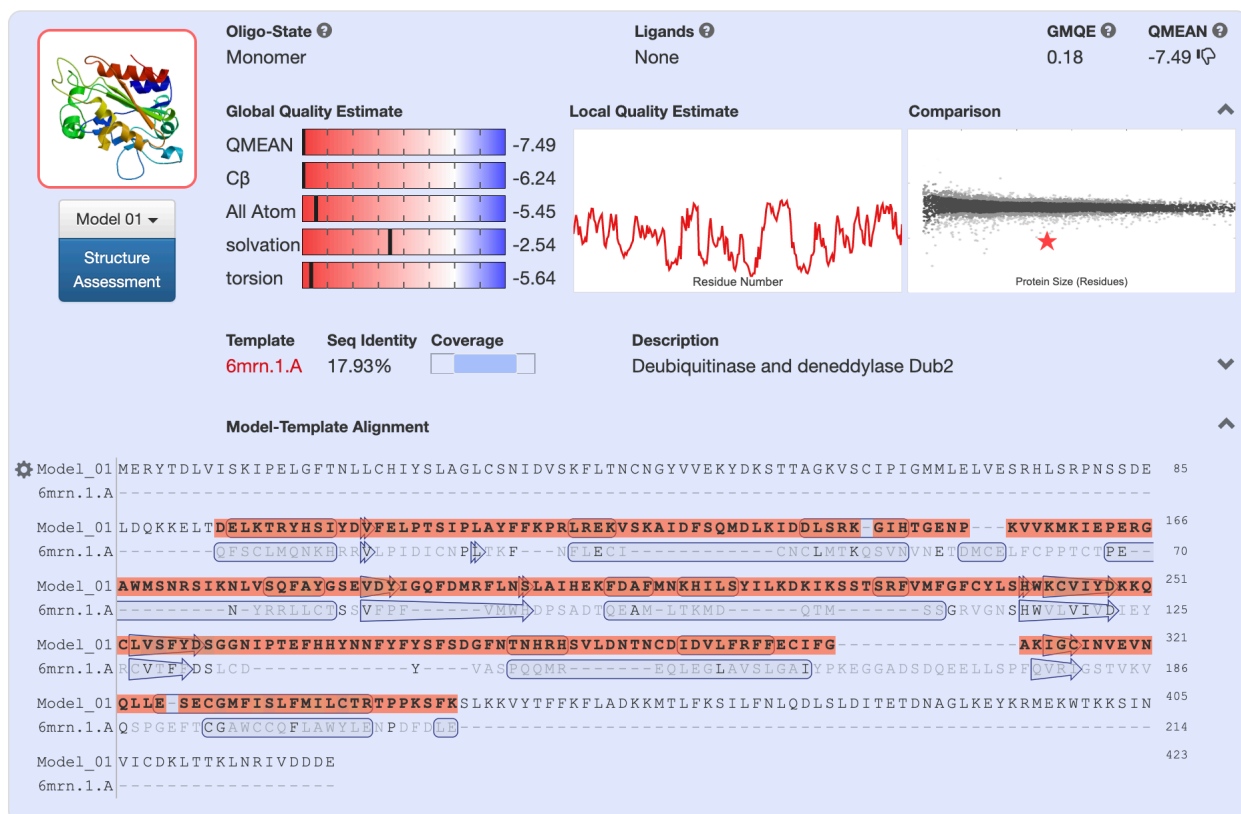 Oligo-State
Monomer
Ligands
None
GMQE
0.18
QMEAN
-7.49
Global Quality Estimate
QMEAN -7.49
Cβ -6.24
All Atom -5.45
solvation -2.54
torsion -5.64
Local Quality Estimate
Residue Number
Comparison
Protein Size (Residues)
Model 01
Structure
Assessment
Template
6mrn.1.A
Seq Identity
17.93%
Coverage
Description
Deubiquitinase and deneddylase Dub2
Model-Template Alignment
Model_01 MERYTDLVISKIPELGFTNLLCHIYSLAGLCSNIDVSKFLTNCNGYVVEKYDKSTTAGKVSCIPIGMMLELVESRHLSRPNSSDE 85
6mrn.1.A -------------------------------------------------------------------------------------
Model_01 LDQKKELTDELKTRYHSIYDVFELPTSIPLAYFFKPRLREKVSKAIDFSQMDLKIDDLSRK-GIHTGENP---KVVKMKIEPERG 166
6mrn.1.A --------QFSCLMQNKHRRVLPIDICNPLTKF---NFLECI------CNCLMTKQSVNVNETDMCELFCPPTCTPE-- 70
Model_01 AWMSNRSIKNLVSQFAYGSEVDYIGQFDMRFLNSLAIHEKFDAFMNKHILSYILKDKIKSSTSRFVMFGFCYLSHWKCVIYDKKQ 251
6mrn.1.A ---------N-YRRLLCTSSVFPF------VMWHDPSADTQEAM-LTKMD-----QTM------SSGRVGNSHWVLVIVDIEY 125
Model_01 CLVSFYDSGGNIPTEFHHYNNFYFYSFSDGFNTNHRHSVLDNTNCDIDVLFRFFECIFG---------------AKIGCINVEVN 321
6mrn.1.A RCVTFFDSLCD-------------Y----VASPQQMR-------EQLEGLAVSLGAIYPKEGGADSDQEELLSPFQVRIGSTVKV 186
Model_01 QLLE-SECGMFISLFMILCTRTPPKSFKSLKKVYTFFKFLADKKMTLFKSILFNLQDLSLDITETDNAGLKEYKRMEKWTKKSIN 405
6mrn.1.A QSPGEFTCGAWCCQFLAWYLENPDFDLE--------------------------------------------------------- 214
Model_01 VICDKLTTKLNRIVDDDE 423
6mrn.1.A ------------------